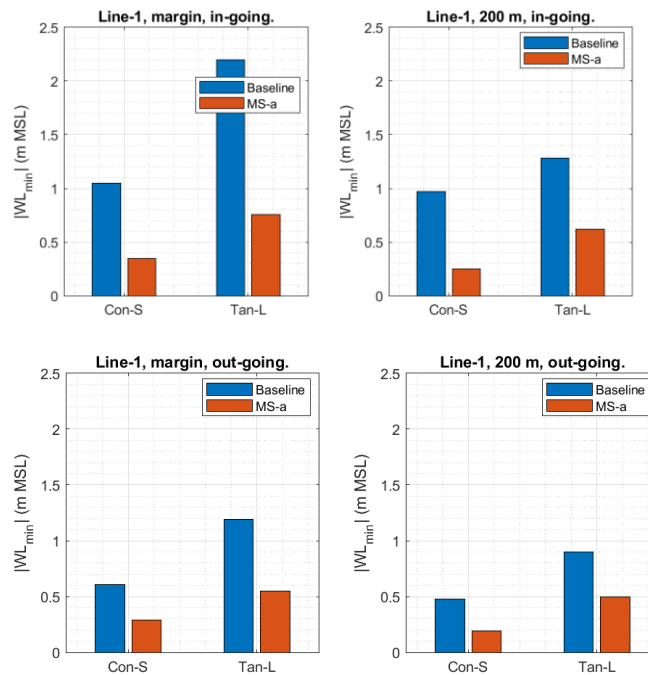 Line-1, margin, in-going.
2.5
2
1.5
1
0.5
0
|WL_min| (m MSL)
Baseline
MS-a
Con-S
Tan-L
Line-1, 200 m, in-going.
2.5
2
1.5
1
0.5
0
|WL_min| (m MSL)
Baseline
MS-a
Con-S
Tan-L
Line-1, margin, out-going.
2.5
2
1.5
1
0.5
0
|WL_min| (m MSL)
Baseline
MS-a
Con-S
Tan-L
Line-1, 200 m, out-going.
2.5
2
1.5
1
0.5
0
|WL_min| (m MSL)
Baseline
MS-a
Con-S
Tan-L